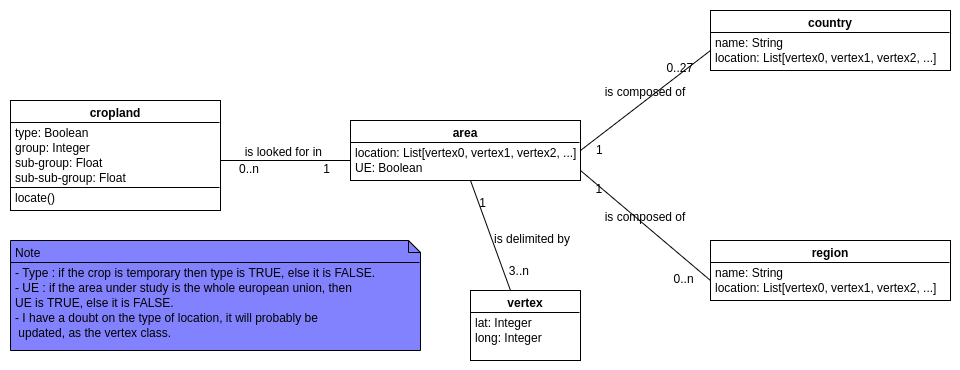 country
name: String
location: List[vertex0, vertex1, vertex2, ...]
0..27
is composed of
1
cropland
type: Boolean
group: Integer
sub-group: Float
sub-sub-group: Float
locate()
is looked for in
0..n
1
area
location: List[vertex0, vertex1, vertex2, ...]
UE: Boolean
1
is composed of
0..n
region
name: String
location: List[vertex0, vertex1, vertex2, ...]
1
is delimited by
3..n
vertex
lat: Integer
long: Integer
Note
- Type : if the crop is temporary then type is TRUE, else it is FALSE.
- UE : if the area under study is the whole european union, then
UE is TRUE, else it is FALSE.
- I have a doubt on the type of location, it will probably be
updated, as the vertex class.